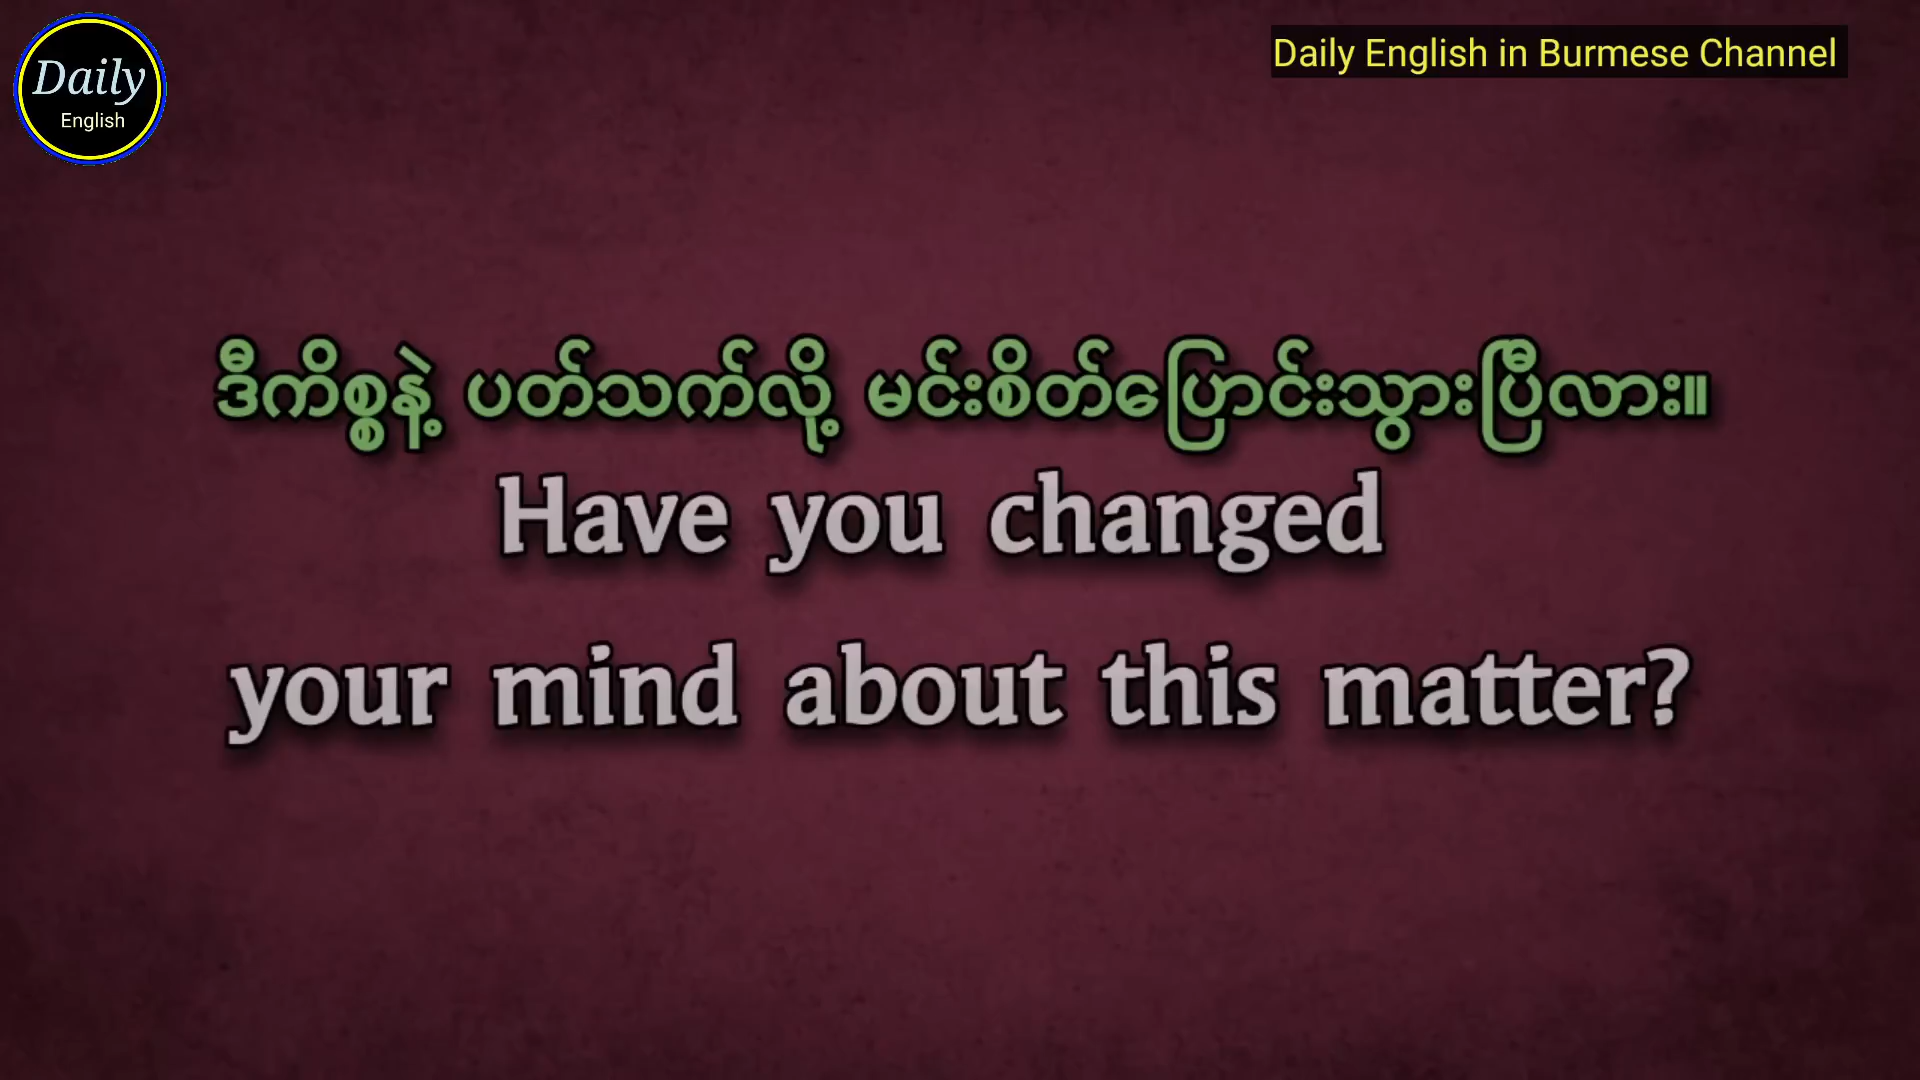 Daily
English
Daily English in Burmese Channel
ဒီကိစ္စနဲ့ ပတ်သက်လို့ မင်းစိတ်ပြောင်းသွားပြီလား။
Have you changed
your mind about this matter?